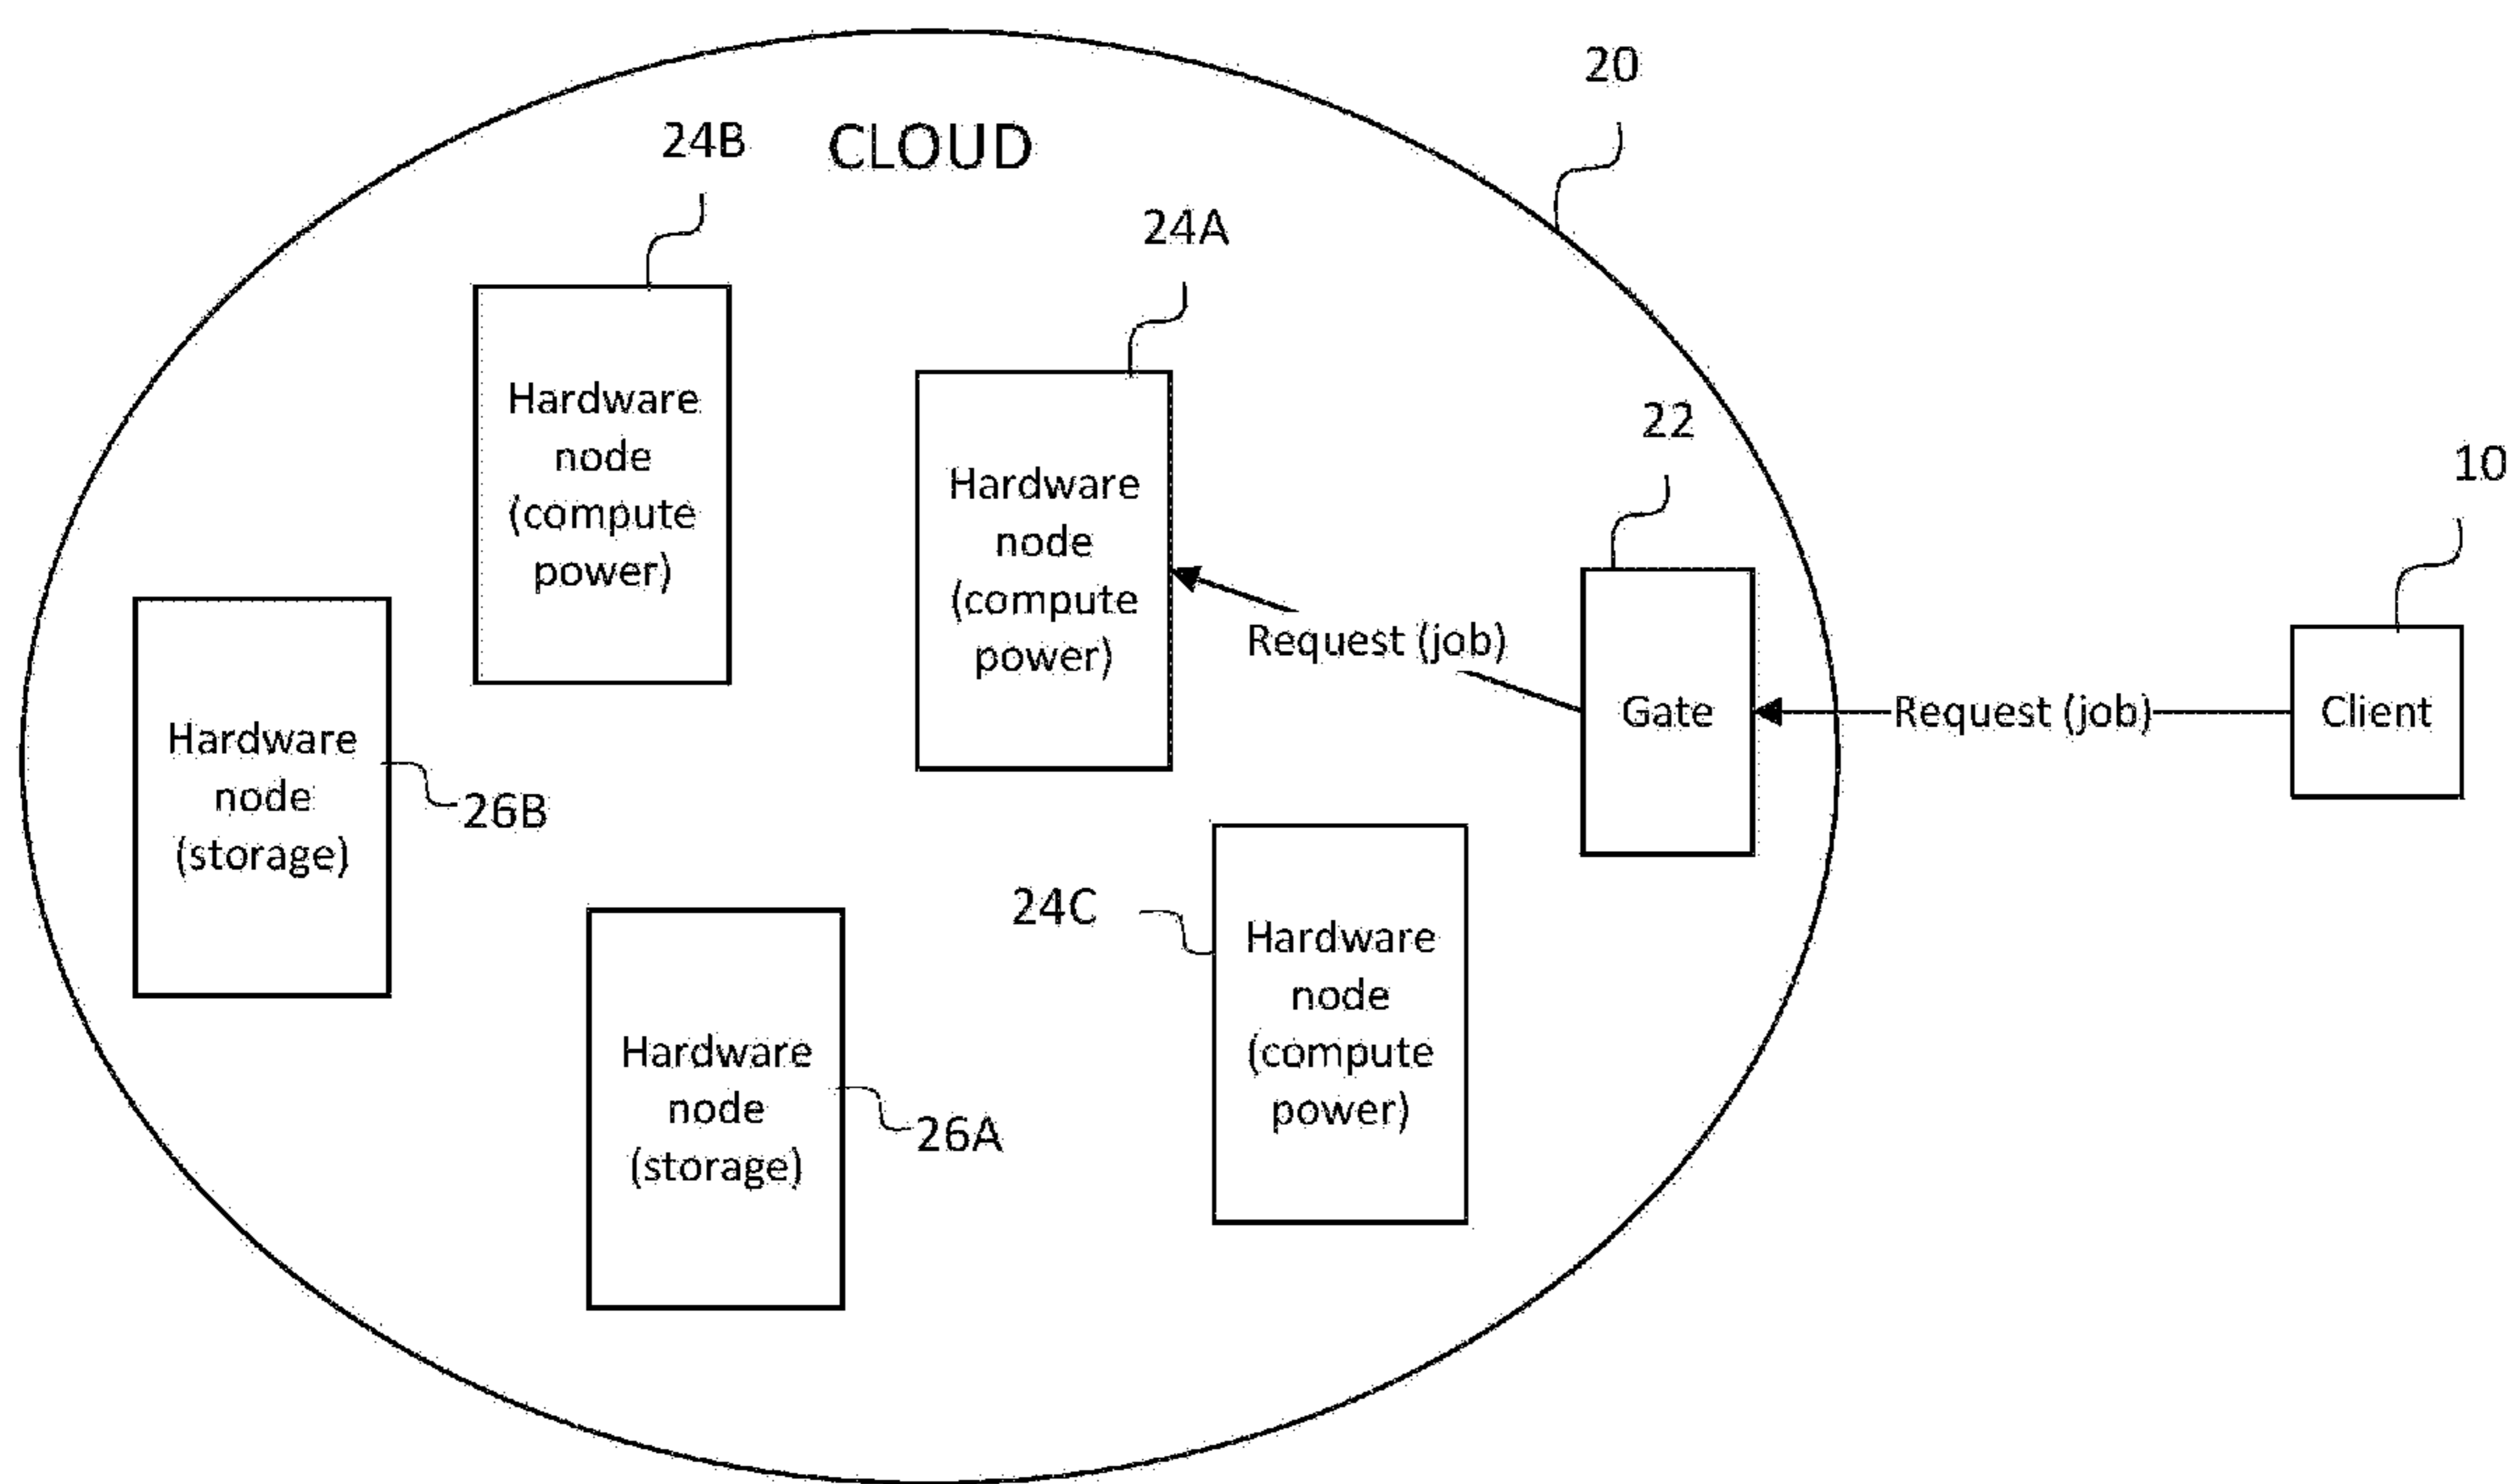 20
CLOUD
24B
24A
Hardware
node
(compute
power)
Hardware
node
(compute
power)
22
10
Request (job)
Gate
Request (job)
Client
Hardware
node
(storage)
26B
24C
Hardware
node
(compute
power)
Hardware
node
(storage)
26A